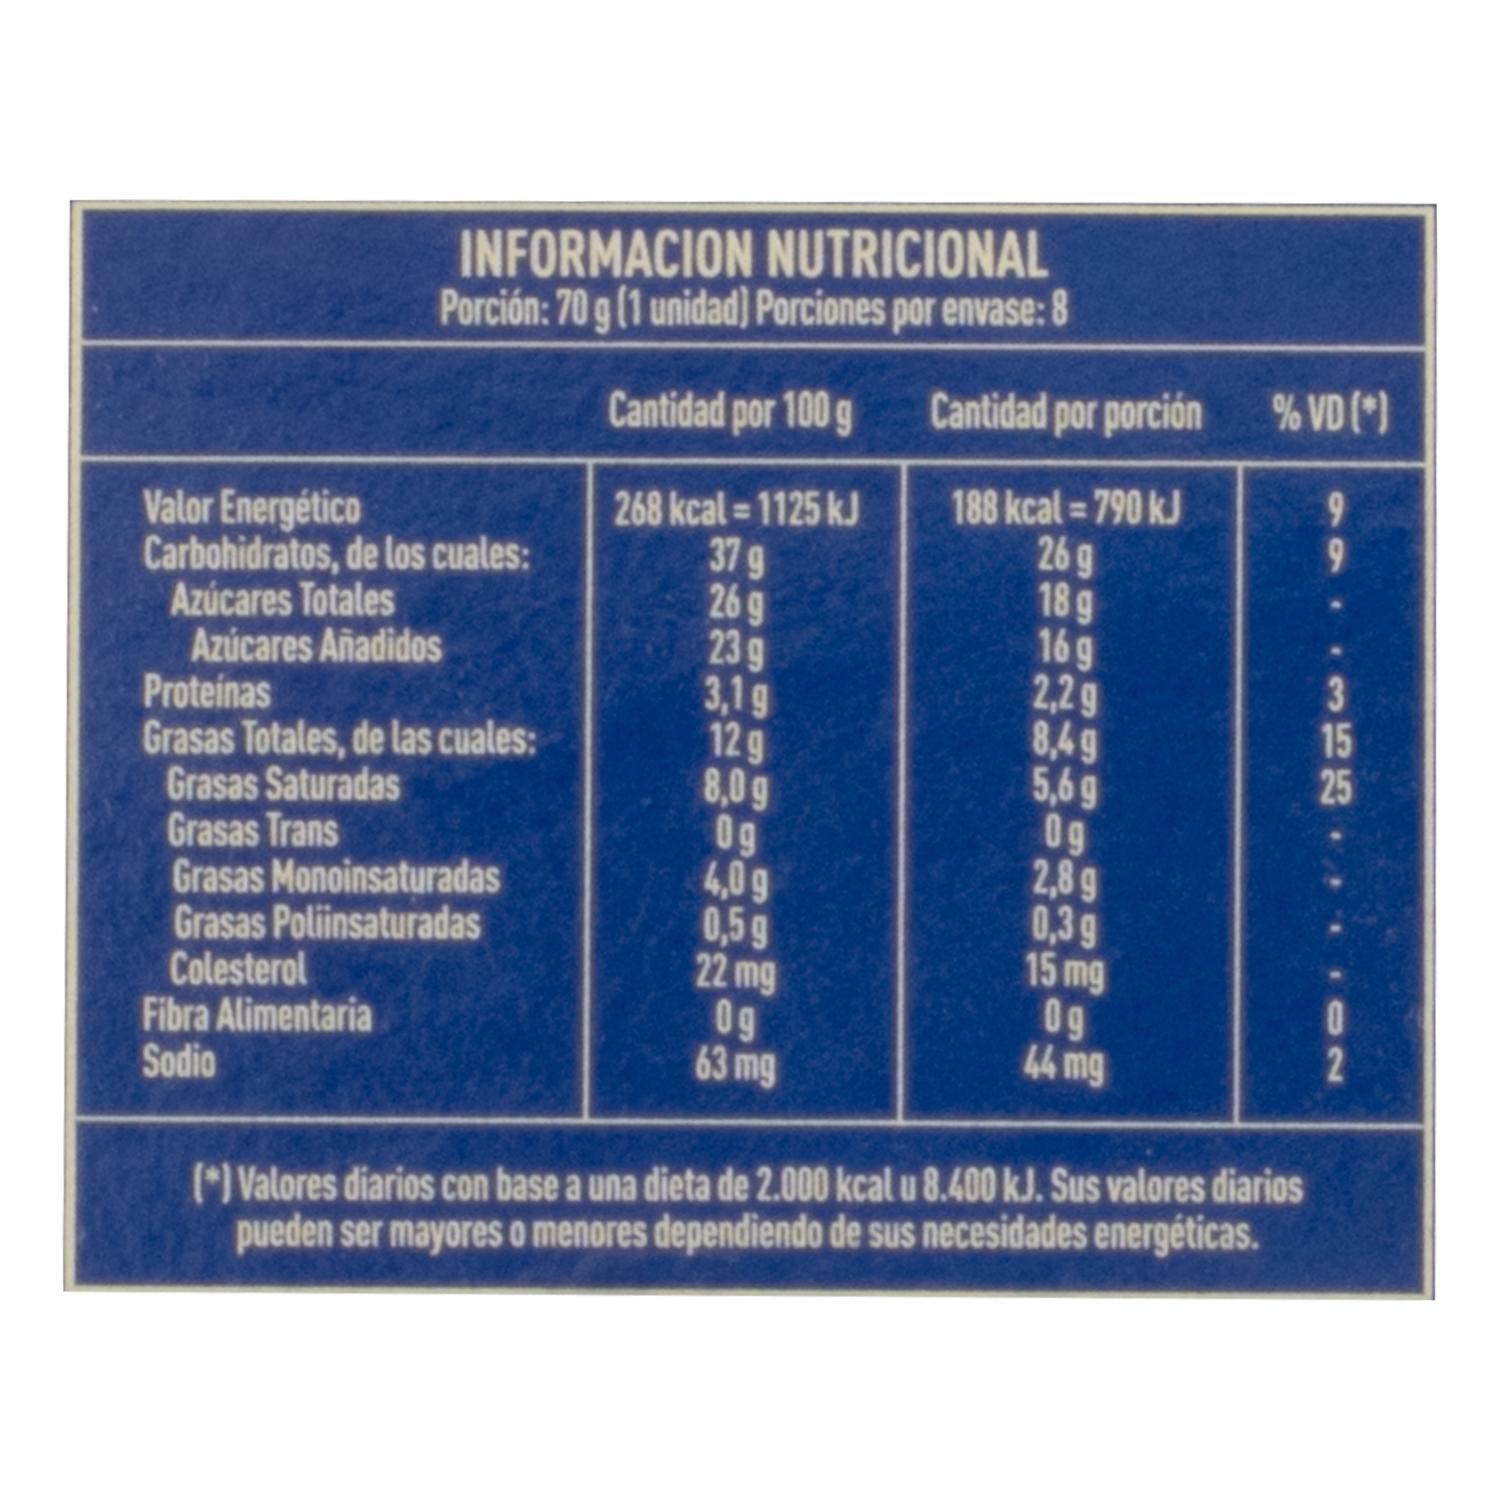 INFORMACION NUTRICIONAL
Porción: 70 g (1 unidad) Porciones por envase: 8
Cantidad por 100 g Cantidad por porción % VD (*)
Valor Energético 268 kcal = 1125 kJ 188 kcal = 790 kJ 9
Carbohidratos, de los cuales: 37 g 26 g 9
Azúcares Totales 26 g 18 g -
Azúcares Añadidos 23 g 16 g -
Proteínas 3,1 g 2,2 g 3
Grasas Totales, de las cuales: 12 g 8,4 g 15
Grasas Saturadas 8,0 g 5,6 g 25
Grasas Trans 0 g 0 g -
Grasas Monoinsaturadas 4,0 g 2,8 g -
Grasas Poliinsaturadas 0,5 g 0,3 g -
Colesterol 22 mg 15 mg -
Fibra Alimentaria 0 g 0 g 0
Sodio 63 mg 44 mg 2
(*) Valores diarios con base a una dieta de 2.000 kcal u 8.400 kJ. Sus valores diarios
pueden ser mayores o menores dependiendo de sus necesidades energéticas.